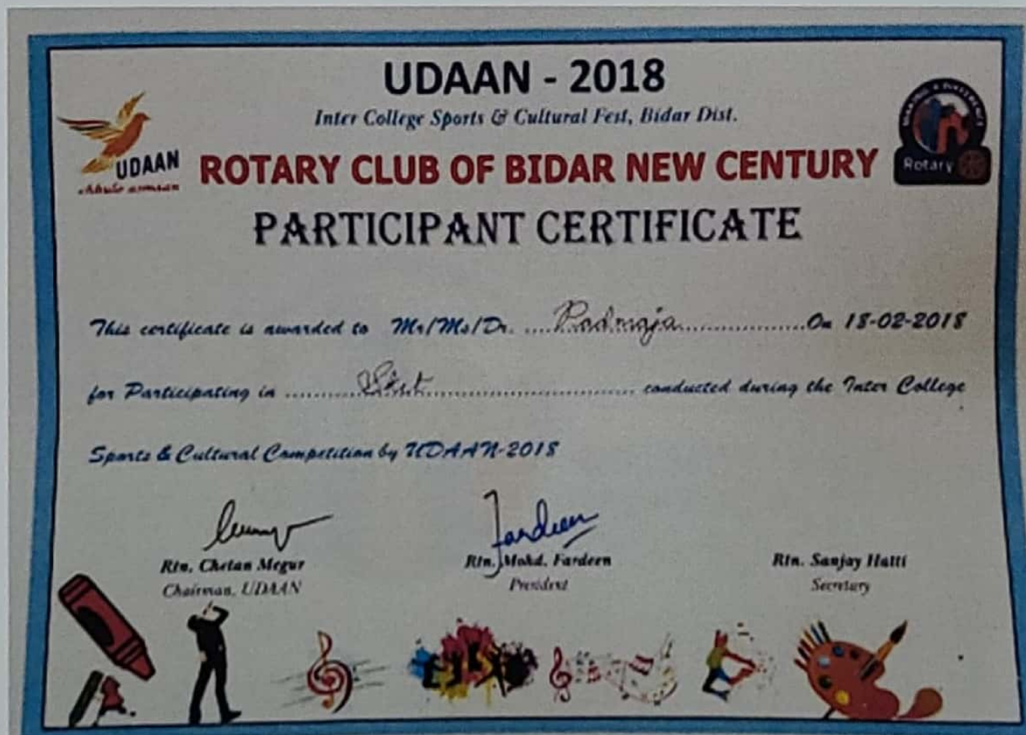 UDAAN - 2018
Inter College Sports & Cultural Fest, Bidar Dist.
UDAAN
ROTARY CLUB OF BIDAR NEW CENTURY
Rotary
PARTICIPANT CERTIFICATE
This certificate is awarded to Mr/Ms/Dr. .... Padmaja ............... On 18-02-2018
for Participating in ........................ conducted during the Inter College
Sports & Cultural Competition by UDAAN-2018
Fardeen
Rtn. Chetan Megur
Rtn. Mohd. Fardeen
Rtn. Sanjay Hatti
Chairman, UDAAN
President
Secretary